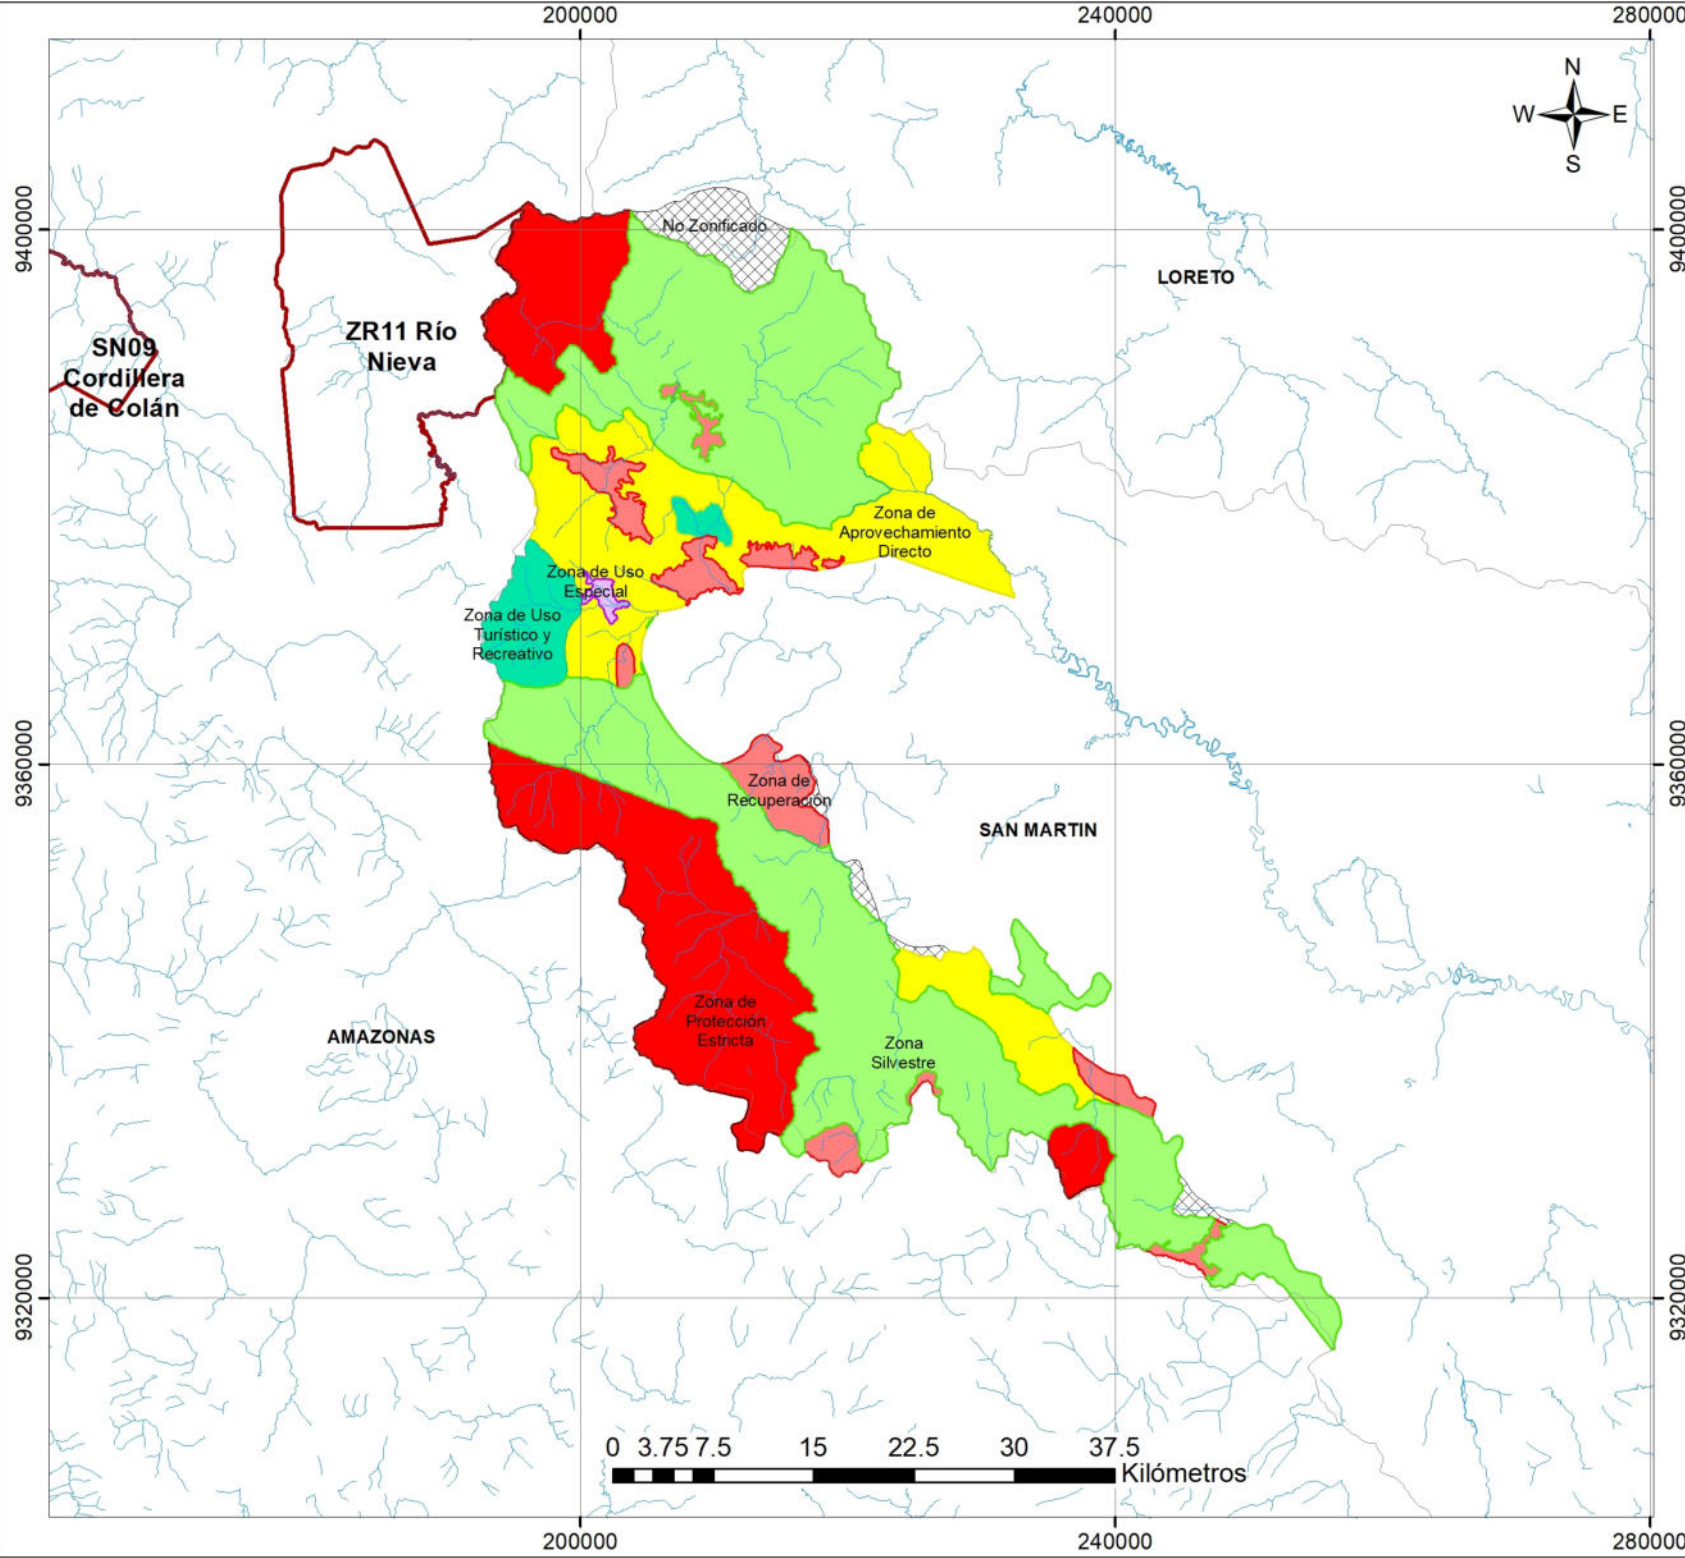 200000
240000
280000
N
W
E
S
9400000
9400000
No Zonificado
LORETO
ZR11 Río
Nieva
SN09
Cordillera
de Colán
Zona de
Aprovechamiento
Directo
Zona de Uso
Especial
Zona de Uso
Turístico y
Recreativo
9360000
9360000
Zona de
Recuperación
SAN MARTIN
Zona de
Protección
Estricta
AMAZONAS
Zona
Silvestre
9320000
9320000
0 3.75 7.5 15 22.5 30 37.5
Kilómetros
200000
240000
280000